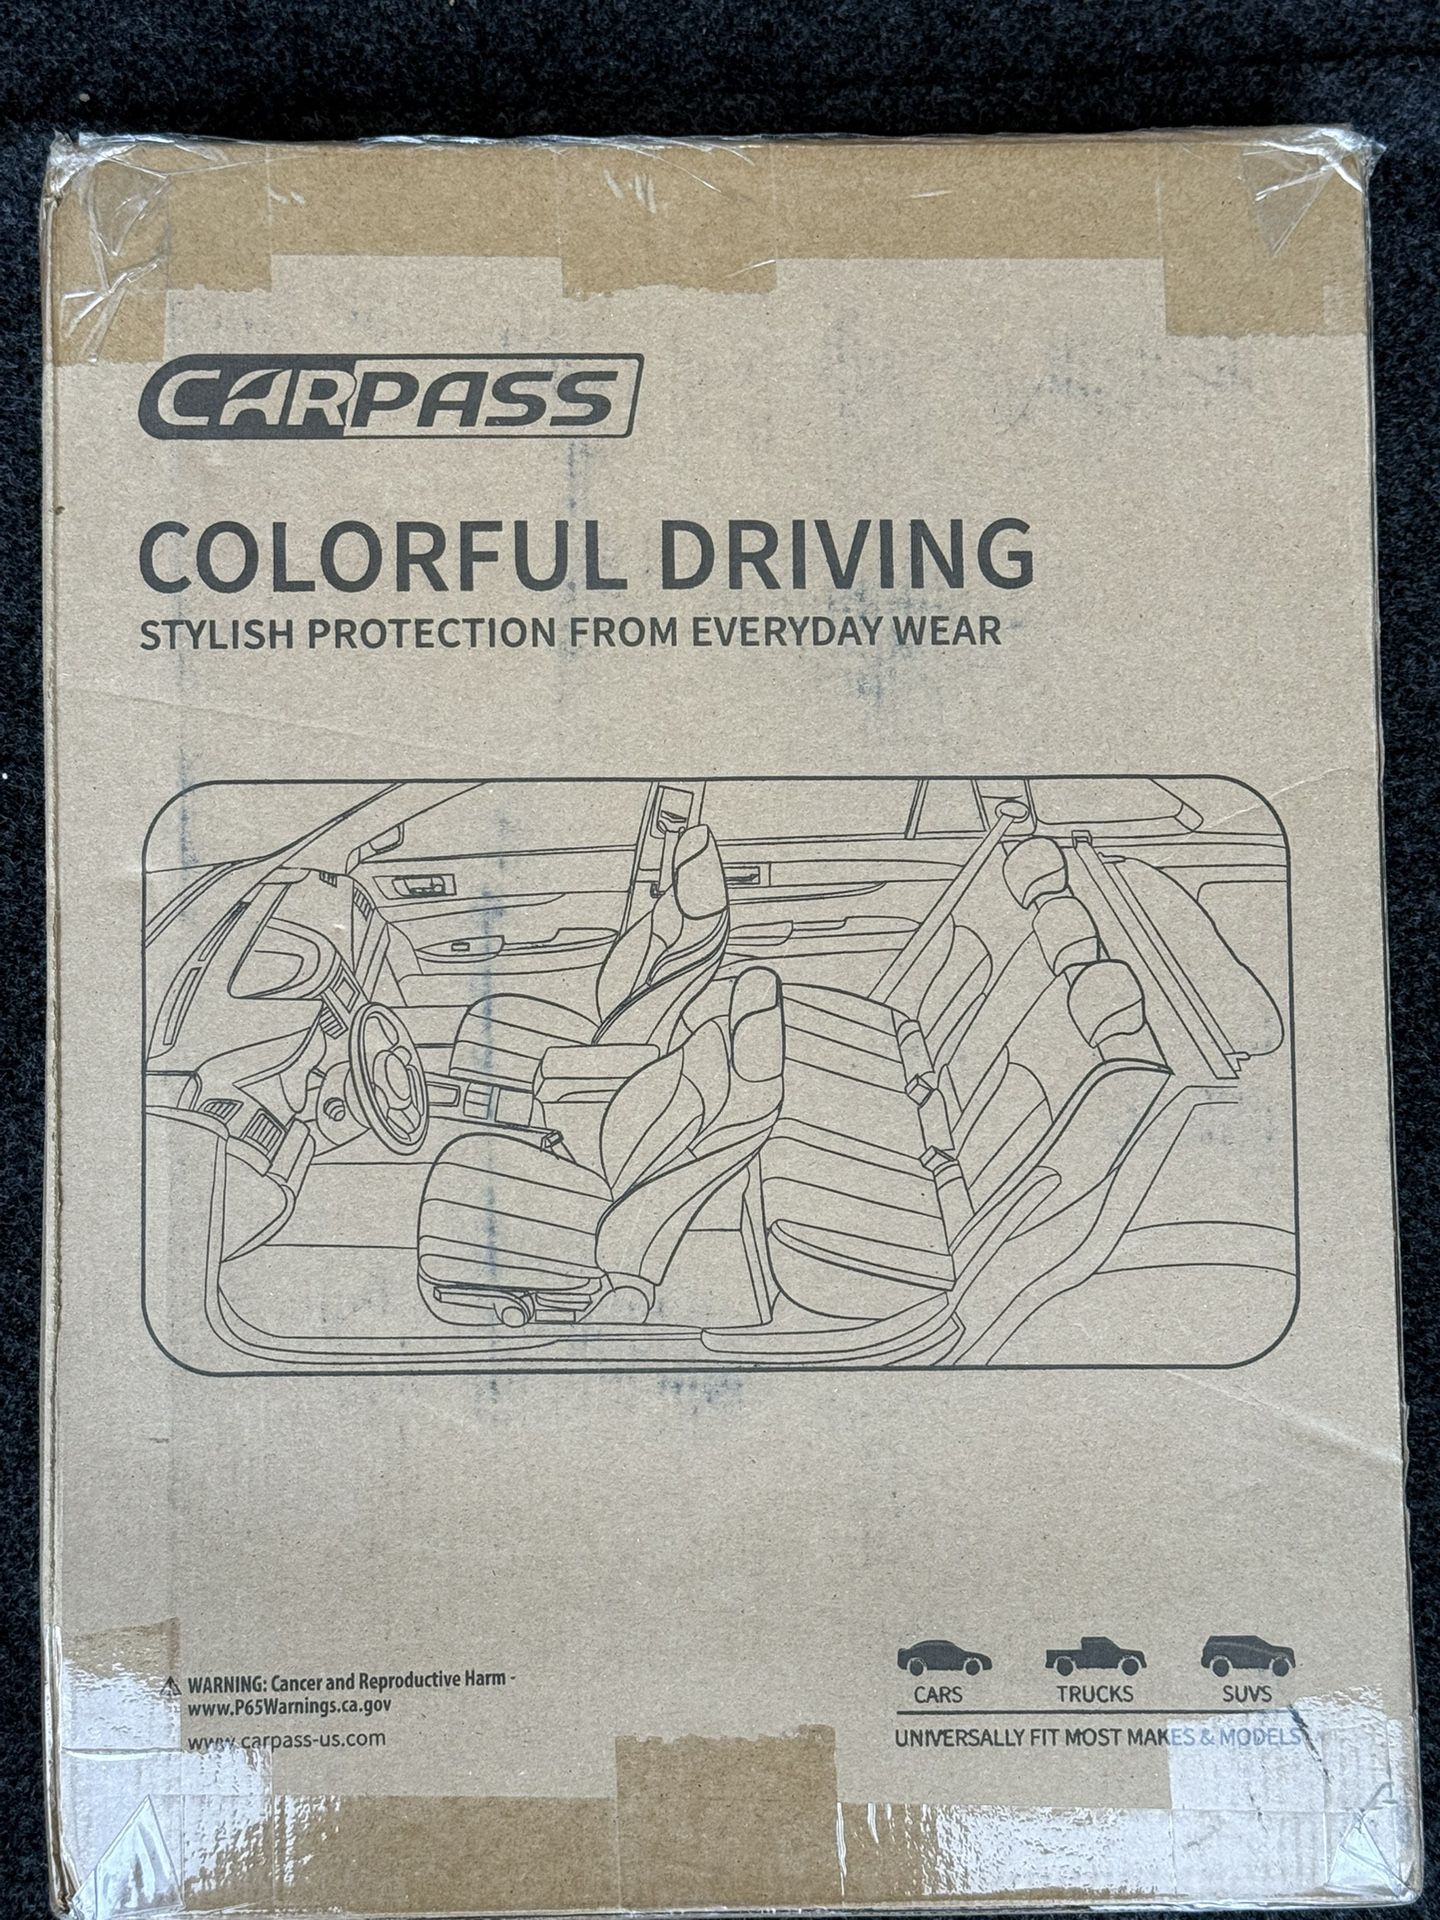 CARPASS
COLORFUL DRIVING
STYLISH PROTECTION FROM EVERYDAY WEAR
WARNING: Cancer and Reproductive Harm -
www.P65Warnings.ca.gov
www.carpass-us.com
CARS TRUCKS SUVS
UNIVERSALLY FIT MOST MAKES & MODELS